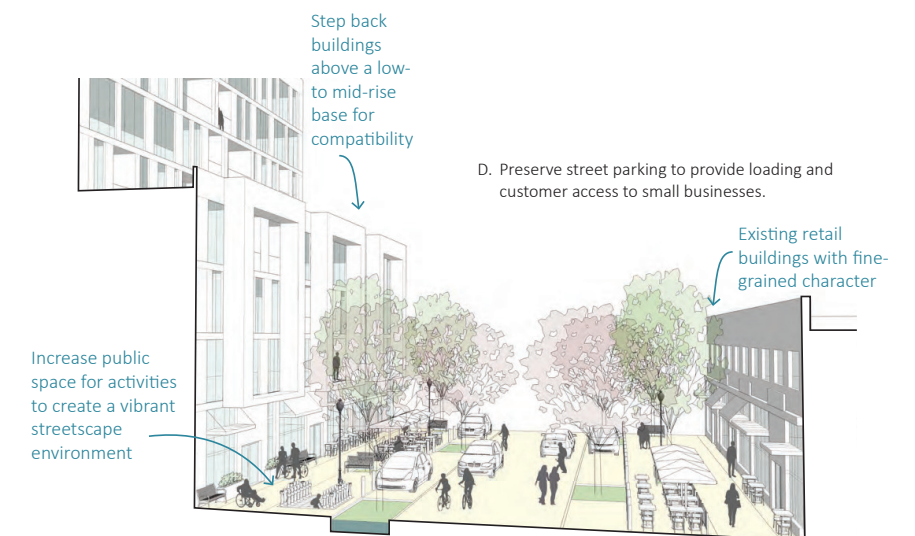 Step back
buildings
above a low-
to mid-rise
base for
compatibility
D. Preserve street parking to provide loading and
customer access to small businesses.
Existing retail
buildings with fine-
grained character
Increase public
space for activities
to create a vibrant
streetscape
environment